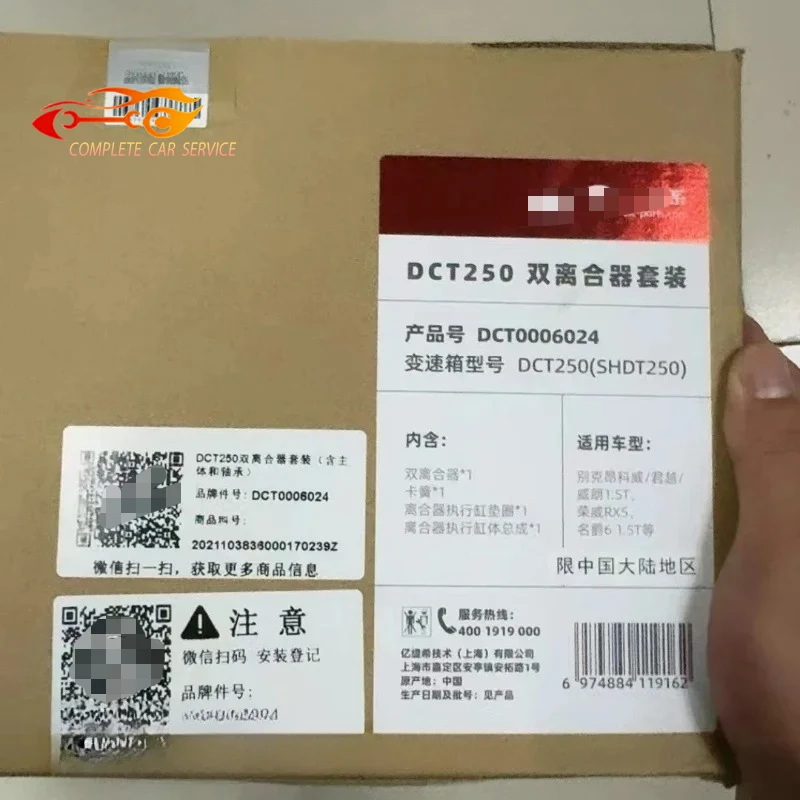 COMPLETE CAR SERVICE
DCT250 双离合器套装
产品号 DCT0006024
变速箱型号 DCT250(SHDT250)
内含：
双离合器*1
卡簧*1
离合器执行缸垫圈*1
离合器执行缸体总成*1
适用车型：
别克昂科威/君越/
威朗1.5T、
荣威RX5、
名爵6 1.5T等
限中国大陆地区
服务热线：
400 1919 000
亿缇希技术（上海）有限公司
上海市嘉定区安亭镇安拓路1号
原产地：中国
生产日期及批号：见产品
6 974884 119162
DCT250双离合器套装（含主
体和轴承）
品牌件号：DCT0006024
商品码号：
2021103836000170239Z
微信扫一扫，获取更多商品信息
注 意
微信扫码 安装登记
品牌件号：